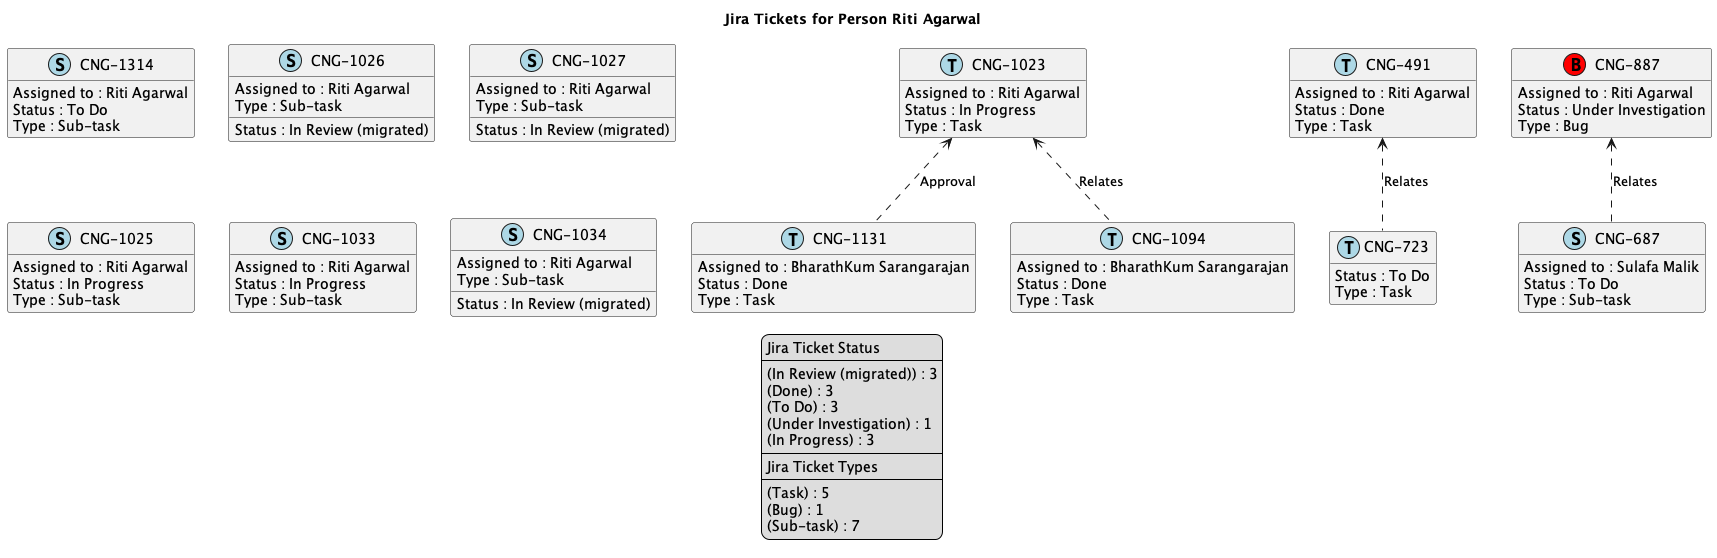 Jira Tickets for Person Riti Agarwal
S CNG-1314
Assigned to : Riti Agarwal
Status : To Do
Type : Sub-task
S CNG-1026
Assigned to : Riti Agarwal
Type : Sub-task
Status : In Review (migrated)
S CNG-1027
Assigned to : Riti Agarwal
Type : Sub-task
Status : In Review (migrated)
T CNG-1023
Assigned to : Riti Agarwal
Status : In Progress
Type : Task
T CNG-491
Assigned to : Riti Agarwal
Status : Done
Type : Task
B CNG-887
Assigned to : Riti Agarwal
Status : Under Investigation
Type : Bug
Approval
Relates
Relates
Relates
S CNG-1025
Assigned to : Riti Agarwal
Status : In Progress
Type : Sub-task
S CNG-1033
Assigned to : Riti Agarwal
Status : In Progress
Type : Sub-task
S CNG-1034
Assigned to : Riti Agarwal
Type : Sub-task
Status : In Review (migrated)
T CNG-1131
Assigned to : BharathKum Sarangarajan
Status : Done
Type : Task
T CNG-1094
Assigned to : BharathKum Sarangarajan
Status : Done
Type : Task
T CNG-723
Status : To Do
Type : Task
S CNG-687
Assigned to : Sulafa Malik
Status : To Do
Type : Sub-task
Jira Ticket Status
(In Review (migrated)) : 3
(Done) : 3
(To Do) : 3
(Under Investigation) : 1
(In Progress) : 3
Jira Ticket Types
(Task) : 5
(Bug) : 1
(Sub-task) : 7